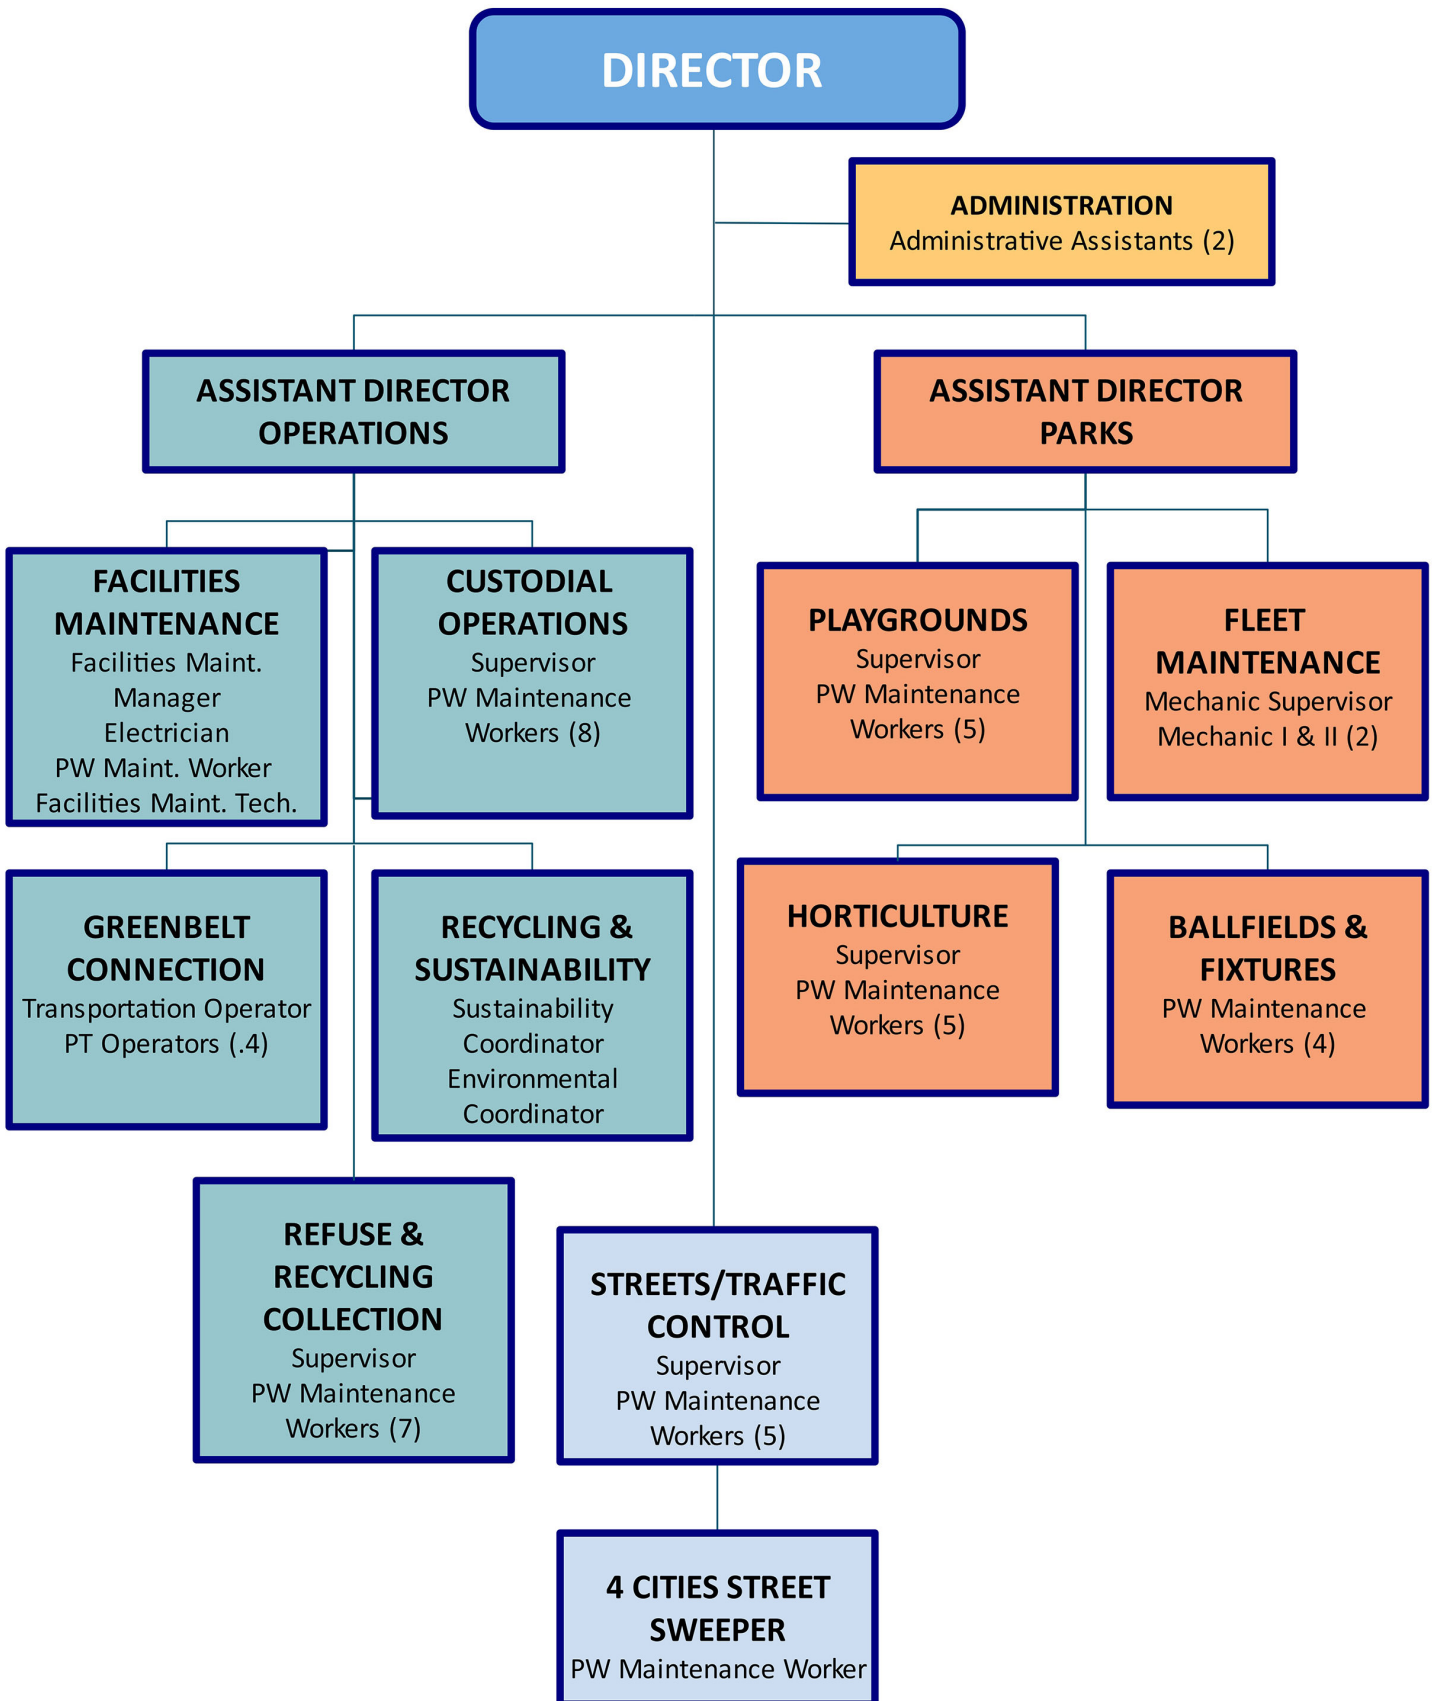 DIRECTOR
ADMINISTRATION
Administrative Assistants (2)
ASSISTANT DIRECTOR
OPERATIONS
ASSISTANT DIRECTOR
PARKS
FACILITIES
MAINTENANCE
Facilities Maint.
Manager
Electrician
PW Maint. Worker
Facilities Maint. Tech.
CUSTODIAL
OPERATIONS
Supervisor
PW Maintenance
Workers (8)
PLAYGROUNDS
Supervisor
PW Maintenance
Workers (5)
FLEET
MAINTENANCE
Mechanic Supervisor
Mechanic I & II (2)
GREENBELT
CONNECTION
Transportation Operator
PT Operators (.4)
RECYCLING &
SUSTAINABILITY
Sustainability
Coordinator
Environmental
Coordinator
HORTICULTURE
Supervisor
PW Maintenance
Workers (5)
BALLFIELDS &
FIXTURES
PW Maintenance
Workers (4)
REFUSE &
RECYCLING
COLLECTION
Supervisor
PW Maintenance
Workers (7)
STREETS/TRAFFIC
CONTROL
Supervisor
PW Maintenance
Workers (5)
4 CITIES STREET
SWEEPER
PW Maintenance Worker